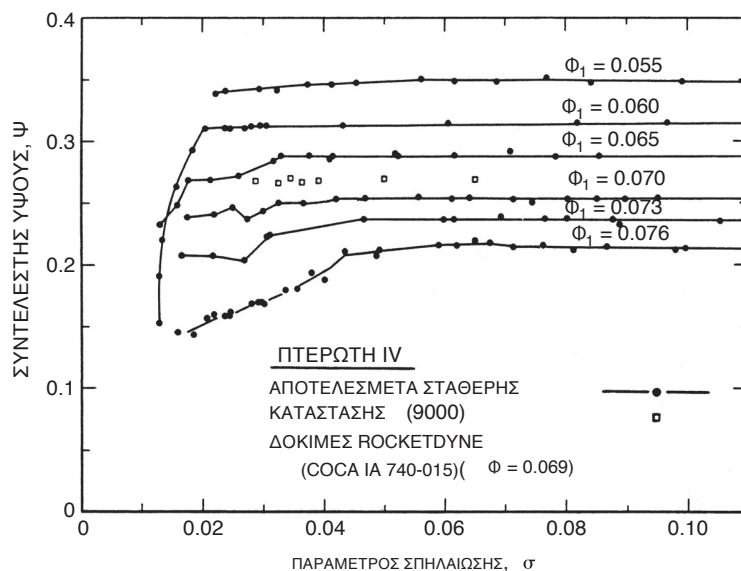 0.4
0.3
0.2
0.1
0
ΣΥΝΤΕΛΕΣΤΗΣ ΥΨΟΥΣ, Ψ
Φ1 = 0.055
Φ1 = 0.060
Φ1 = 0.065
Φ1 = 0.070
Φ1 = 0.073
Φ1 = 0.076
ΠΤΕΡΩΤΗ IV
ΑΠΟΤΕΛΕΣΜΕΤΑ ΣΤΑΘΕΡΗΣ
ΚΑΤΑΣΤΑΣΗΣ (9000)
ΔΟΚΙΜΕΣ ROCKETDYNE
(COCA IA 740-015)( Φ = 0.069)
0 0.02 0.04 0.06 0.08 0.10
ΠΑΡΑΜΕΤΡΟΣ ΣΠΗΛΑΙΩΣΗΣ, σ